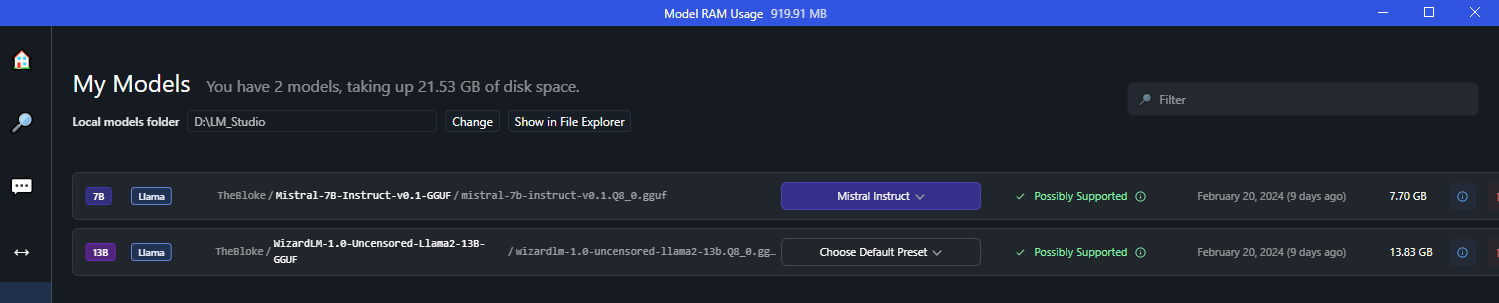 Model RAM Usage 919.91 MB
My Models You have 2 models, taking up 21.53 GB of disk space.
Filter
Local models folder D:\LM_Studio Change Show in File Explorer
7B Llama TheBloke/Mistral-7B-Instruct-v0.1-GGUF/mistral-7b-instruct-v0.1.Q8_0.gguf Mistral Instruct Possibly Supported February 20, 2024 (9 days ago) 7.70 GB
13B Llama TheBloke/WizardLM-1.0-Uncensored-Llama2-13B-
GGUF
/wizardlm-1.0-uncensored-llama2-13b.Q8_0.gg… Choose Default Preset Possibly Supported February 20, 2024 (9 days ago) 13.83 GB